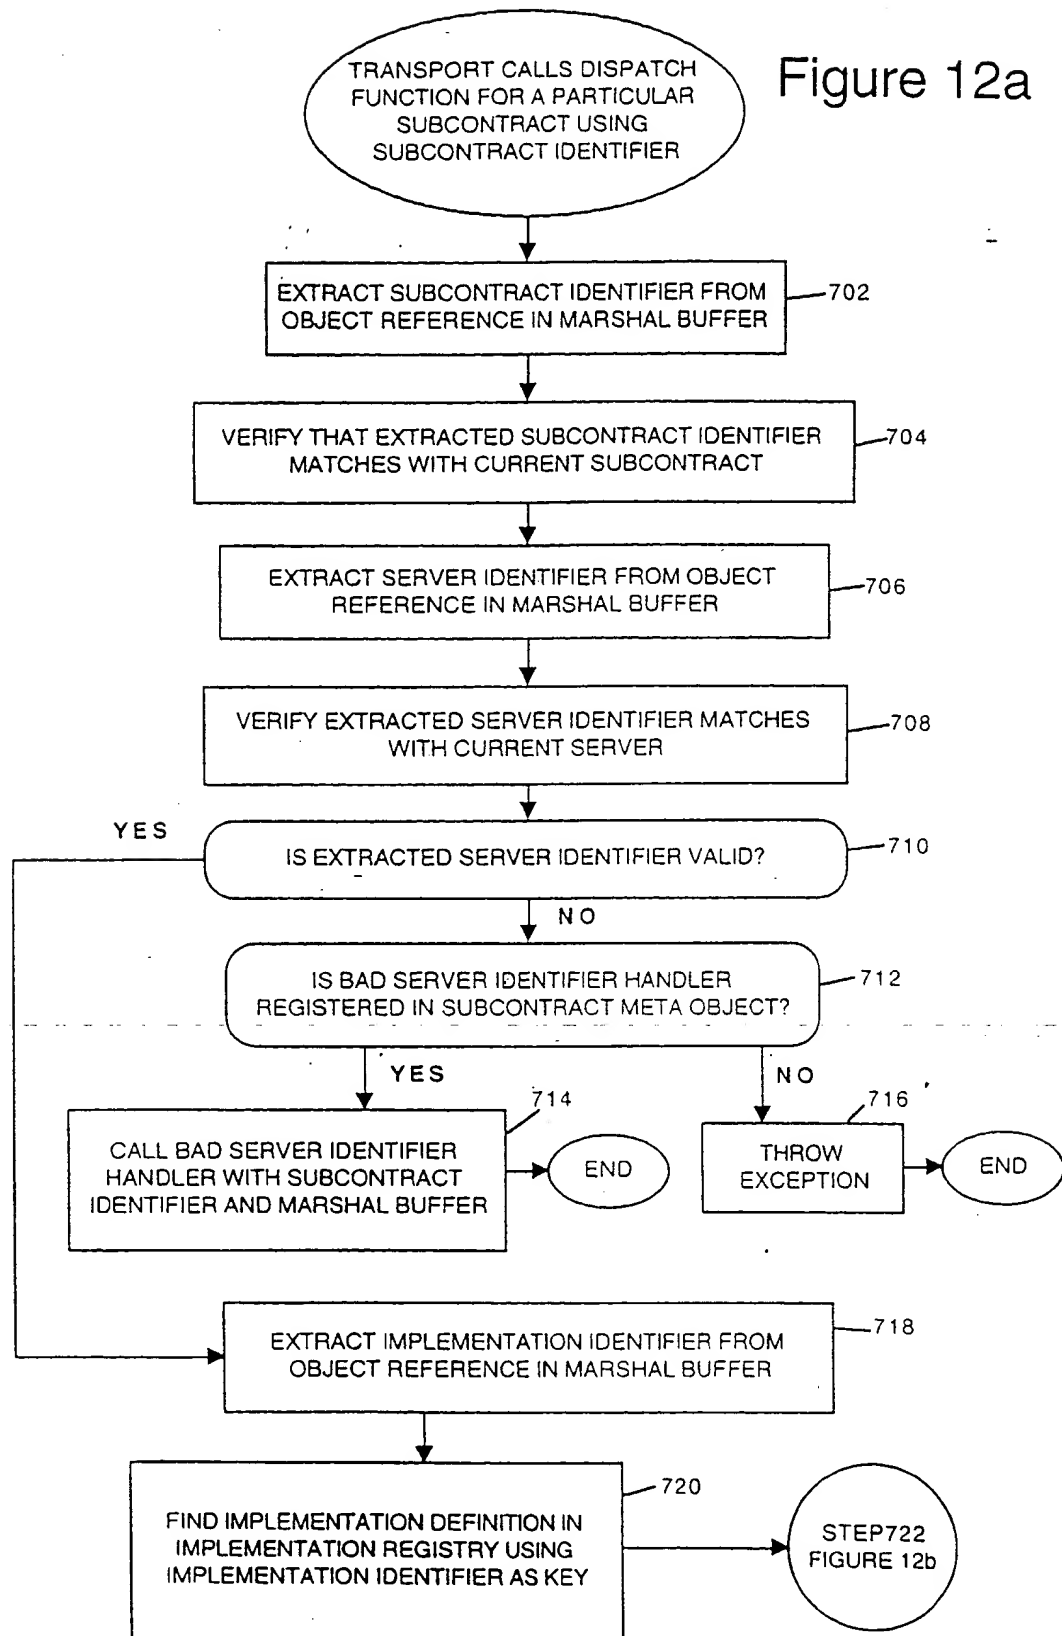 Figure 12a
TRANSPORT CALLS DISPATCH
FUNCTION FOR A PARTICULAR
SUBCONTRACT USING
SUBCONTRACT IDENTIFIER
EXTRACT SUBCONTRACT IDENTIFIER FROM
OBJECT REFERENCE IN MARSHAL BUFFER
702
VERIFY THAT EXTRACTED SUBCONTRACT IDENTIFIER
MATCHES WITH CURRENT SUBCONTRACT
704
EXTRACT SERVER IDENTIFIER FROM OBJECT
REFERENCE IN MARSHAL BUFFER
706
VERIFY EXTRACTED SERVER IDENTIFIER MATCHES
WITH CURRENT SERVER
708
YES
IS EXTRACTED SERVER IDENTIFIER VALID?
710
NO
IS BAD SERVER IDENTIFIER HANDLER
REGISTERED IN SUBCONTRACT META OBJECT?
712
YES
NO
714
716
CALL BAD SERVER IDENTIFIER
HANDLER WITH SUBCONTRACT
IDENTIFIER AND MARSHAL BUFFER
END
THROW
EXCEPTION
END
EXTRACT IMPLEMENTATION IDENTIFIER FROM
OBJECT REFERENCE IN MARSHAL BUFFER
718
FIND IMPLEMENTATION DEFINITION IN
IMPLEMENTATION REGISTRY USING
IMPLEMENTATION IDENTIFIER AS KEY
720
STEP722
FIGURE 12b